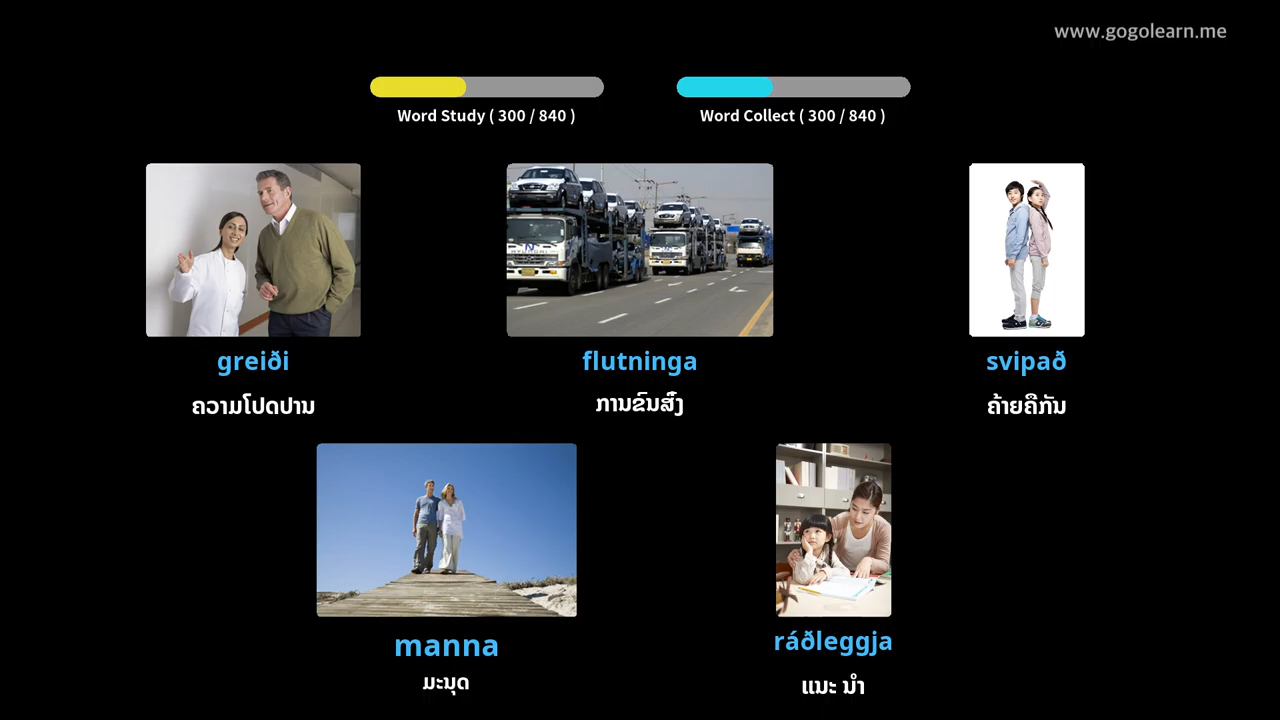 www.gogolearn.me
Word Study ( 300 / 840 )
Word Collect ( 300 / 840 )
greiði
flutninga
svipað
ຄວາມໂປດປານ
ການຂົນສົ່ງ
ຄ້າຍຄືກັນ
manna
ráðleggja
ມະນຸດ
ແນະ ນໍາ